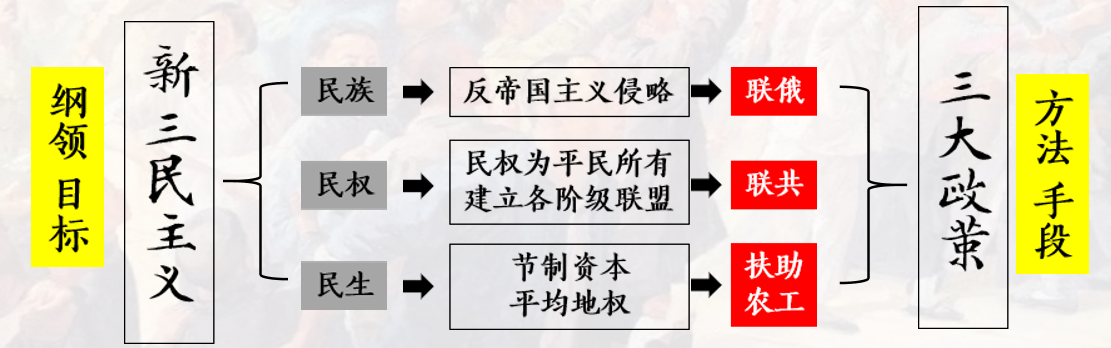 纲领 目标
新三民主义
民族
反帝国主义侵略
联俄
民权
民权为平民所有
建立各阶级联盟
联共
民生
节制资本
平均地权
扶助
农工
三大政策
方法 手段